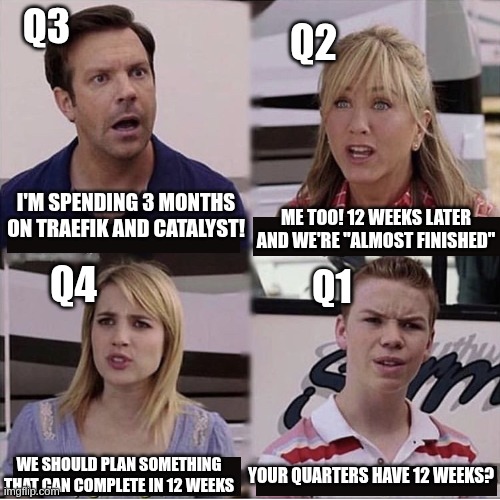 Q3
I'M SPENDING 3 MONTHS
ON TRAEFIK AND CATALYST!
Q2
ME TOO! 12 WEEKS LATER
AND WE'RE "ALMOST FINISHED"
Q4
WE SHOULD PLAN SOMETHING
THAT CAN COMPLETE IN 12 WEEKS
Q1
YOUR QUARTERS HAVE 12 WEEKS?
imgflip.com